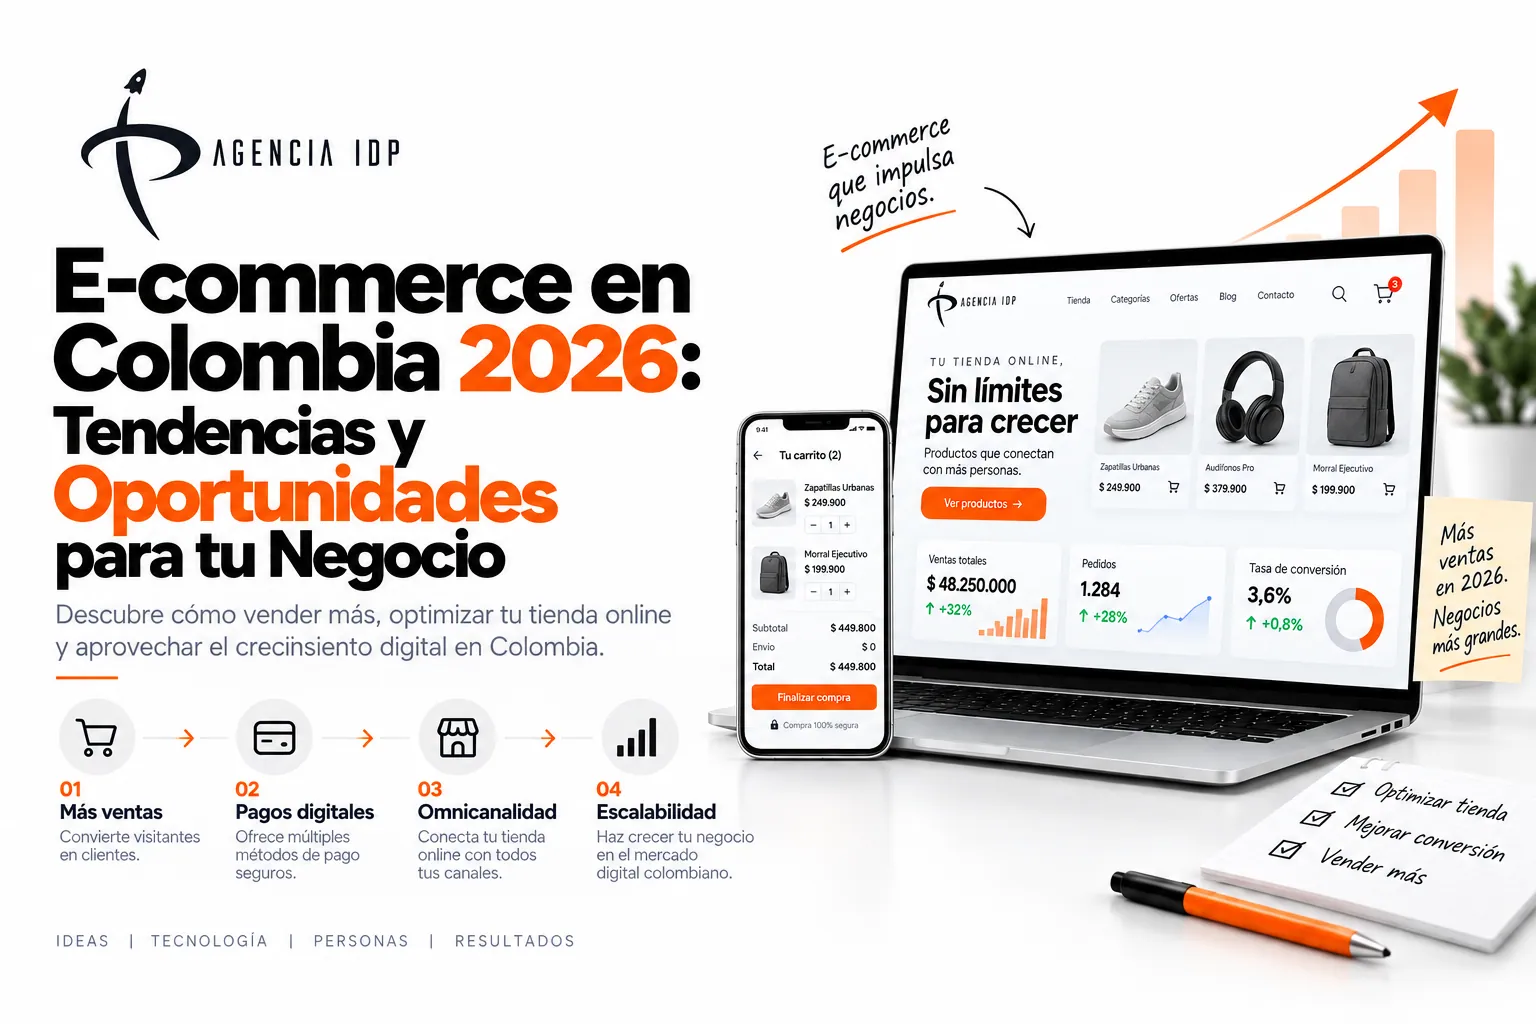 AGENCIA IDP
E-commerce en
Colombia 2026:
Tendencias y
Oportunidades
para tu Negocio
Descubre cómo vender más, optimizar tu tienda online
y aprovechar el crecinsiento digital en Colombia.
01
Más ventas
Convierte visitantes
en clientes.
02
Pagos digitales
Ofrece múltiples
métodos de pago
seguros.
03
Omnicanalidad
Conecta tu tienda
online con todos
tus canales.
04
Escalabilidad
Haz crecer tu negocio
en el mercado
digital colombiano.
IDEAS | TECNOLOGÍA | PERSONAS | RESULTADOS
E-commerce
que impulsa
negocios.
9:41
Tu carrito (2)
Zapatillas Urbanas
$ 249.900
− 1 +
Morral Ejecutivo
$ 199.900
− 1 +
Subtotal $ 449.800
Envio $ 0
Total $ 449.800
Finalizar compra
Compra 100% segura
AGENCIA IDP
Tienda Categorías Ofertas Blog Contacto 3
TU TIENDA ONLINE,
Sin límites
para crecer
Productos que conectan
con más personas.
Ver productos →
Zapatillas Urbanas
$ 249.900
Audífonos Pro
$ 379.900
Morral Ejecutivo
$ 199.900
Ventas totales
$ 48.250.000
↑ +32%
Pedidos
1.284
↑ +28%
Tasa de conversión
3,6%
↑ +0,8%
Más
ventas
en 2026.
Negocios
más grandes.
Optimizar tienda
Mejorar conversión
Vender más